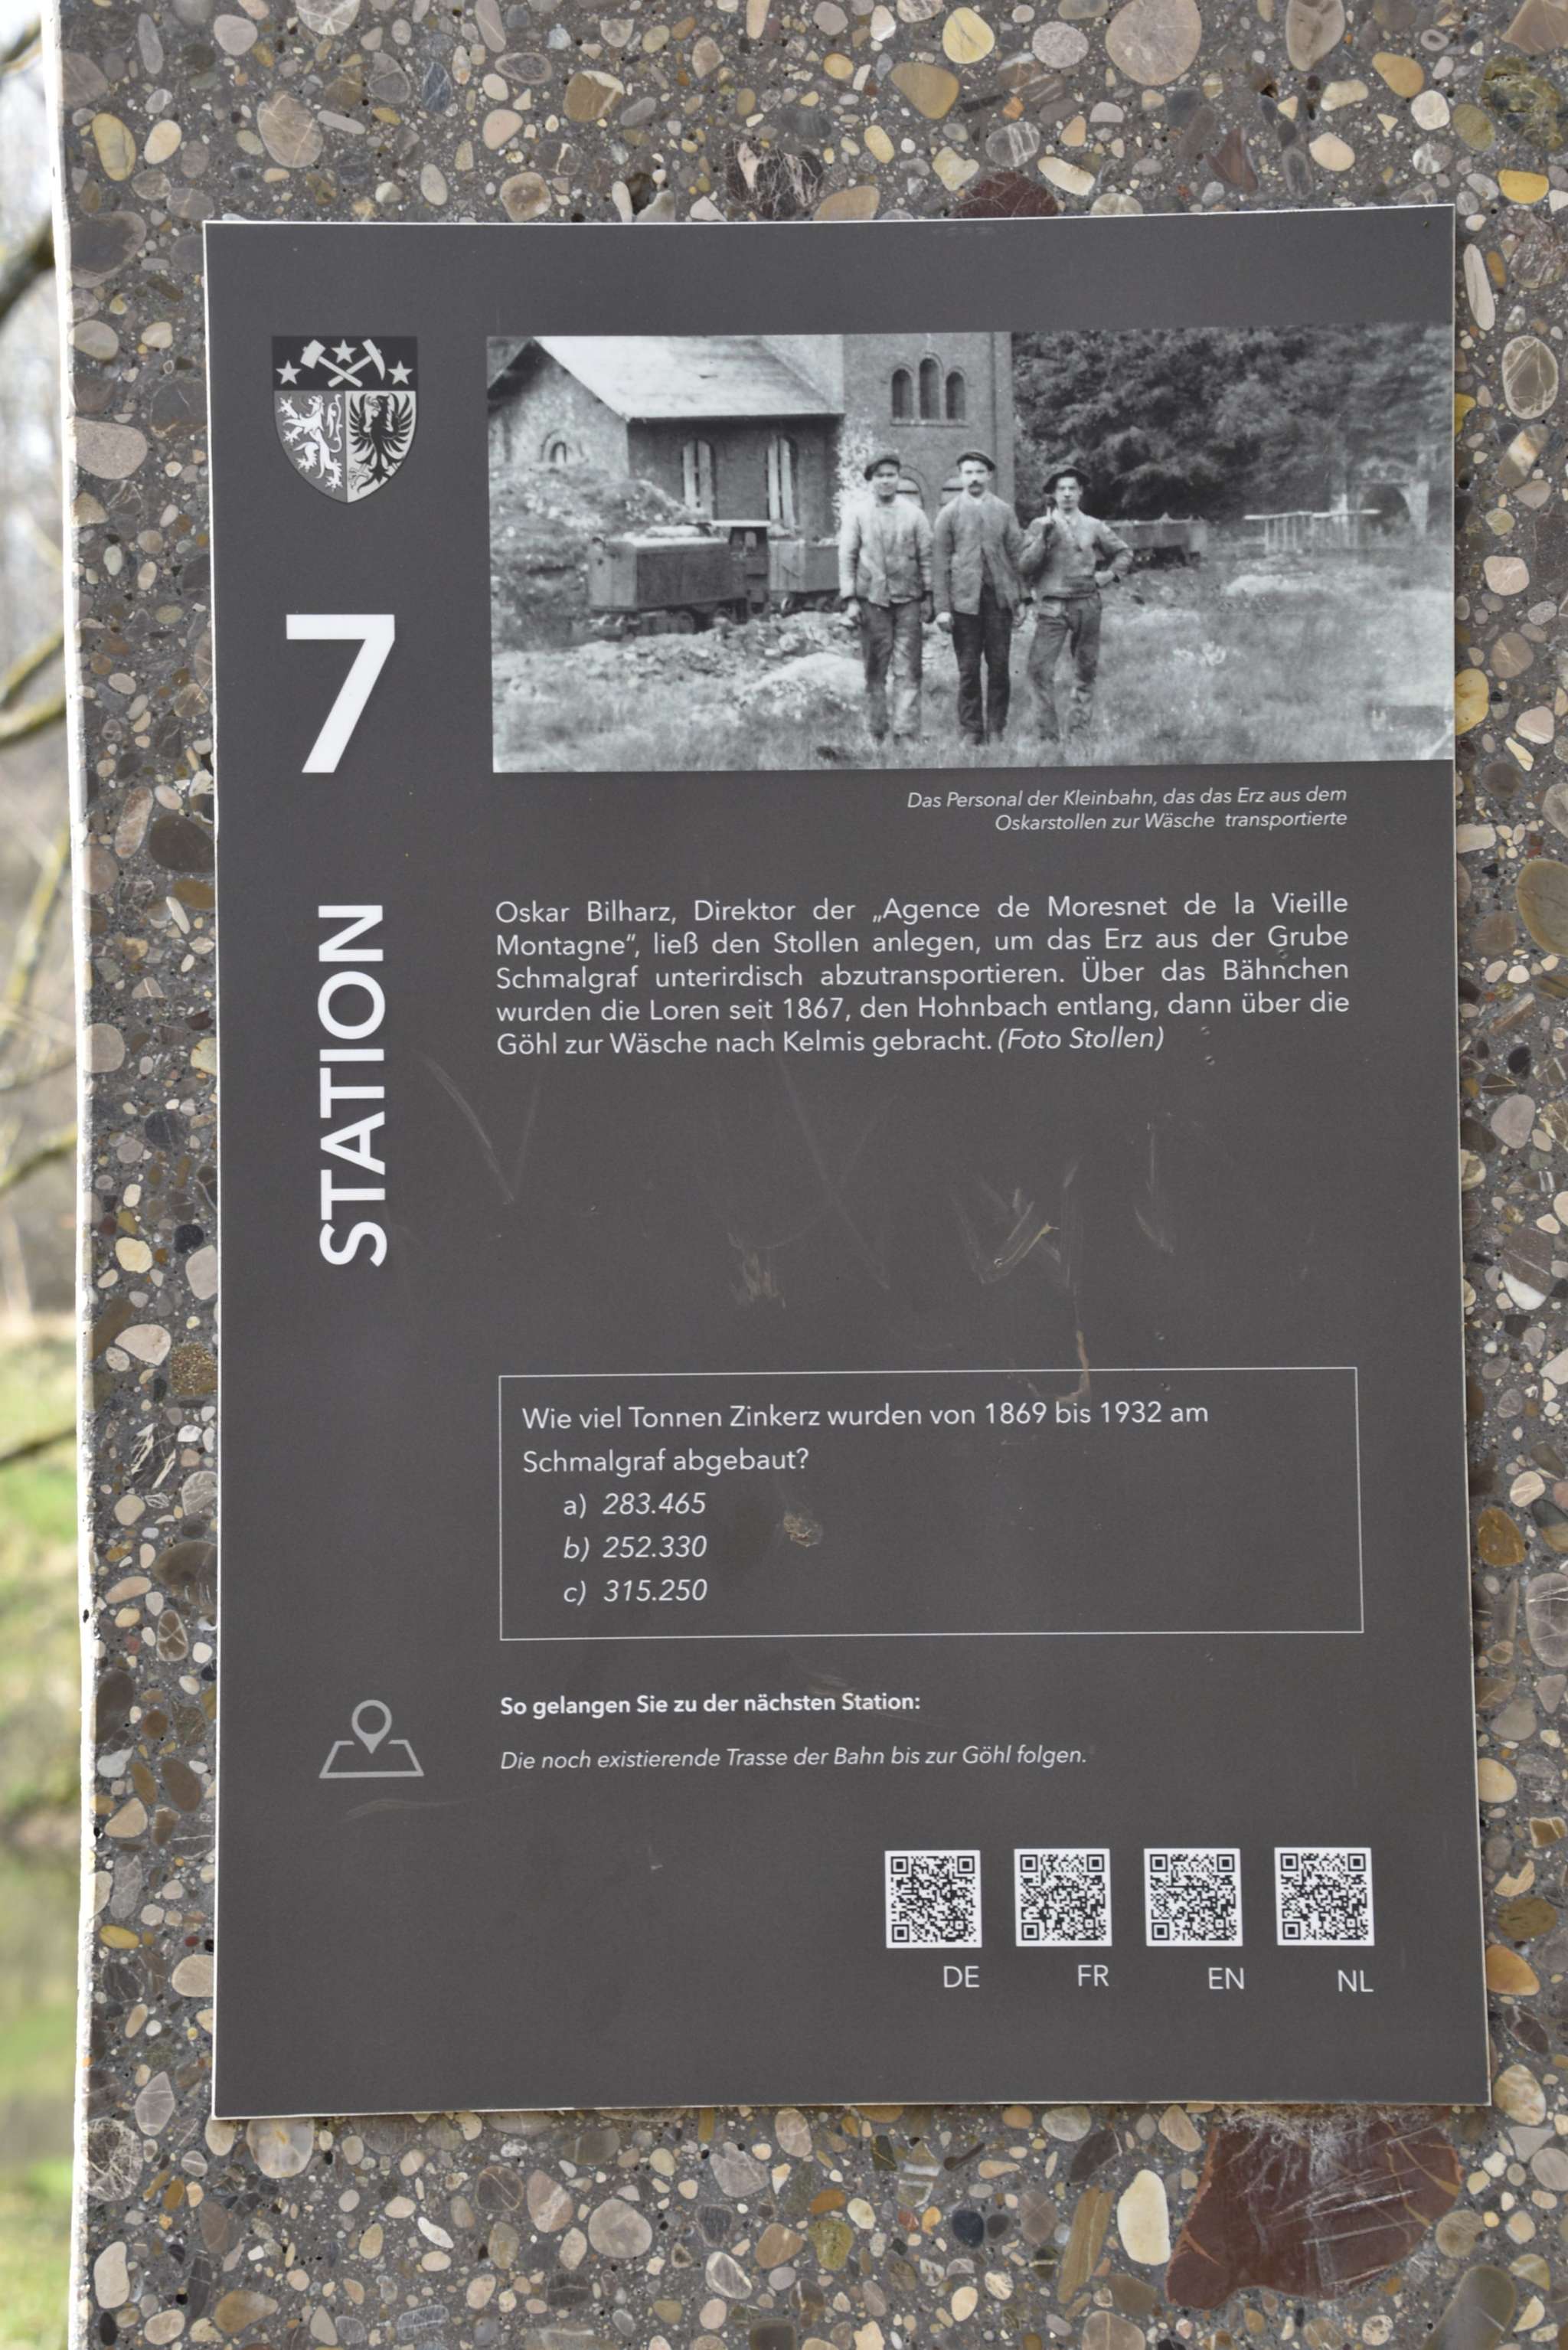 7
STATION
Das Personal der Kleinbahn, das das Erz aus dem
Oskarstollen zur Wäsche transportierte
Oskar Bilharz, Direktor der „Agence de Moresnet de la Vieille
Montagne“, ließ den Stollen anlegen, um das Erz aus der Grube
Schmalgraf unterirdisch abzutransportieren. Über das Bähnchen
wurden die Loren seit 1867, den Hohnbach entlang, dann über die
Göhl zur Wäsche nach Kelmis gebracht. (Foto Stollen)
Wie viel Tonnen Zinkerz wurden von 1869 bis 1932 am
Schmalgraf abgebaut?
a) 283.465
b) 252.330
c) 315.250
So gelangen Sie zu der nächsten Station:
Die noch existierende Trasse der Bahn bis zur Göhl folgen.
DE FR EN NL